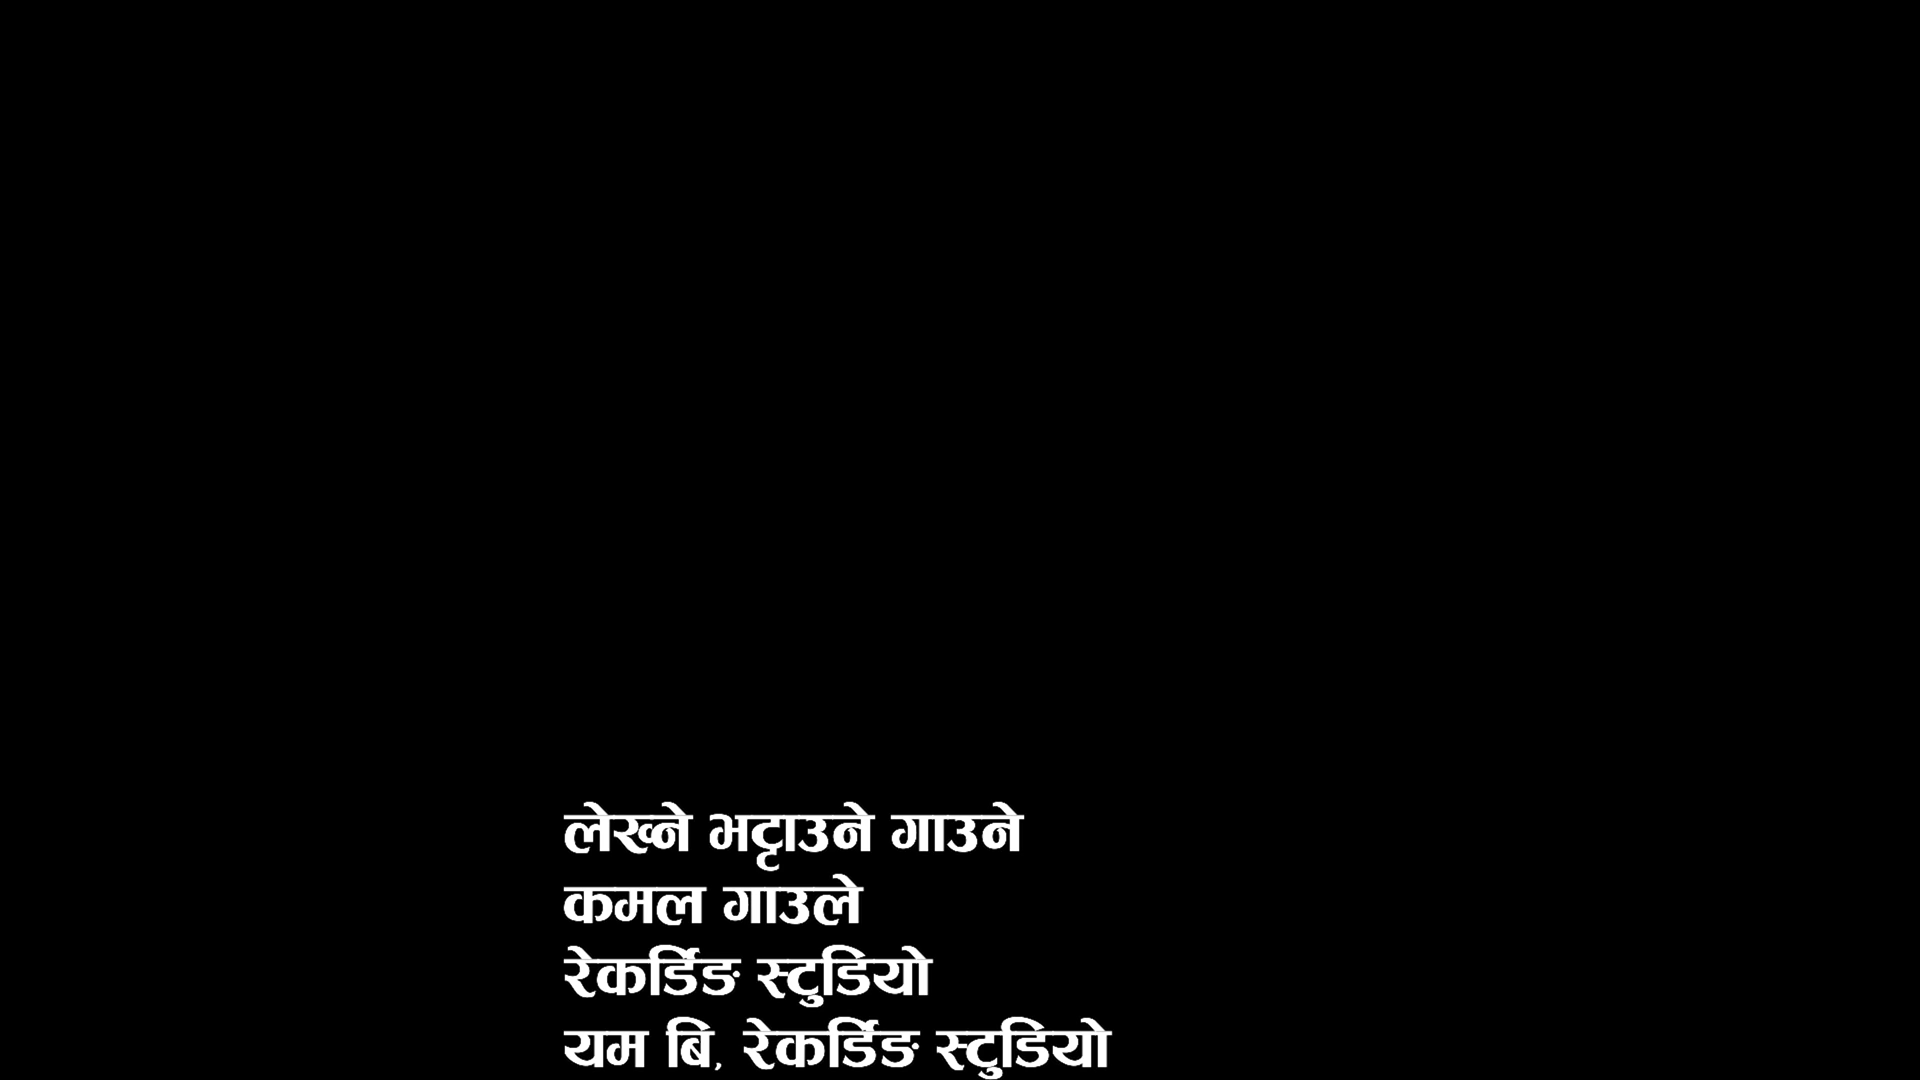 लेख्ने भट्टाउने गाउने
कमल गाउले
रेकर्डिङ स्टुडियो
यम बि, रेकर्डिङ स्टुडियो